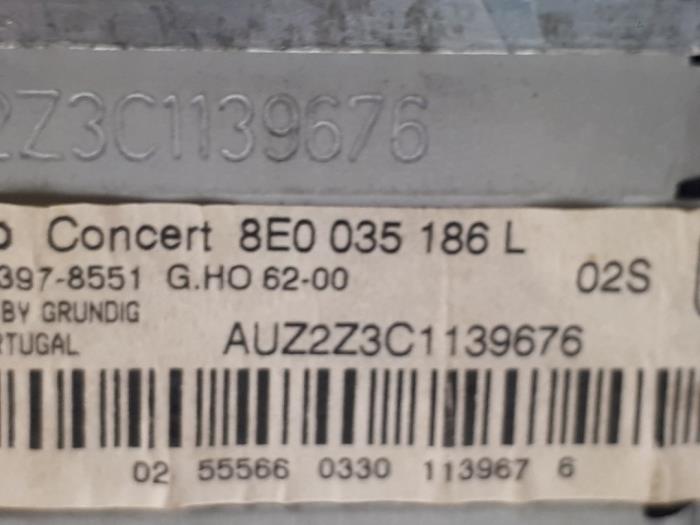 2Z3C1139676
Concert 8E0 035 186 L
397-8551 G.HO 62-00 02S
BY GRUNDIG
RTUGAL AUZ2Z3C1139676
02 55566 0330 113967 6